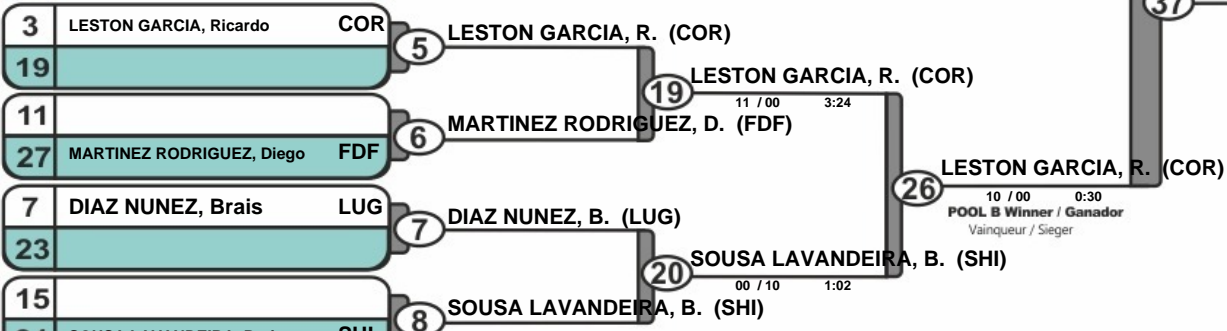 37
3 LESTON GARCIA, Ricardo COR
19
5 LESTON GARCIA, R. (COR)
11
27 MARTINEZ RODRIGUEZ, Diego FDF
6 MARTINEZ RODRIGUEZ, D. (FDF)
19 LESTON GARCIA, R. (COR)
11 / 00 3:24
7 DIAZ NUNEZ, Brais LUG
23
7 DIAZ NUNEZ, B. (LUG)
15
8 SOUSA LAVANDEIRA, B. (SHI)
20 SOUSA LAVANDEIRA, B. (SHI)
00 / 10 1:02
26 LESTON GARCIA, R. (COR)
10 / 00 0:30
POOL B Winner / Ganador
Vainqueur / Sieger